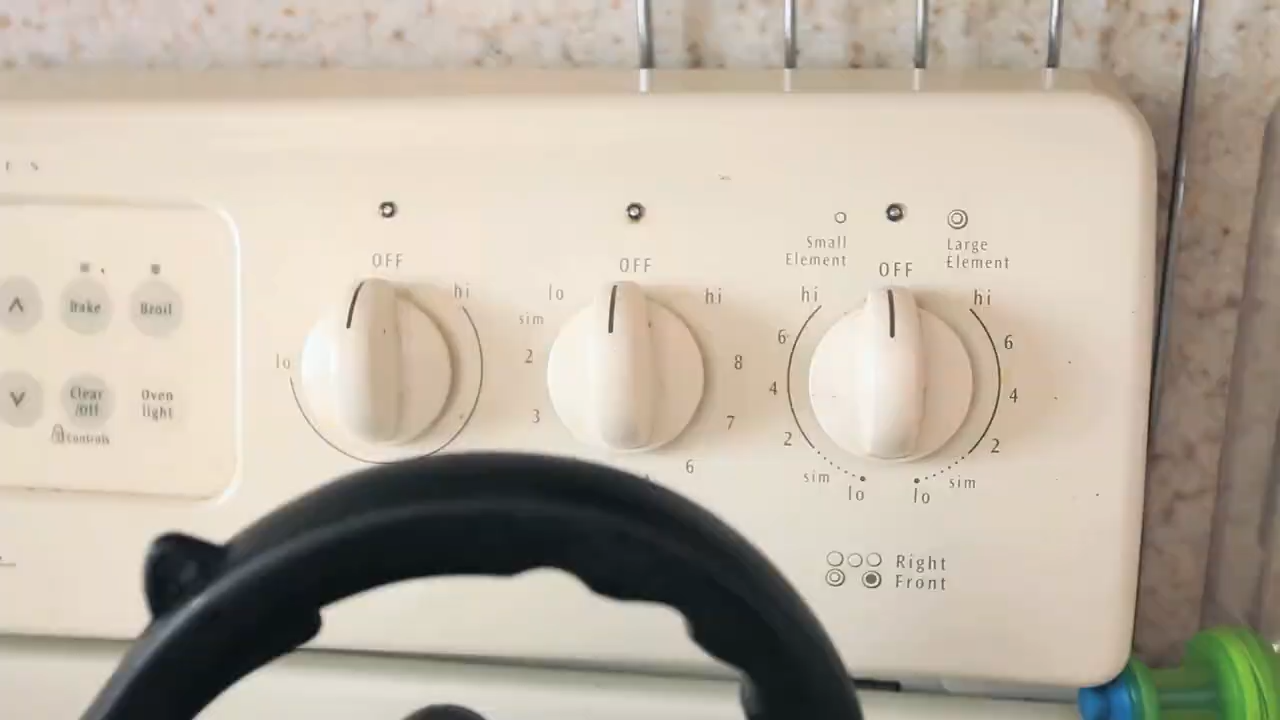 Bake
Broil
Clear
/Off
Controls
Oven
light
OFF
hi
lo
OFF
lo
hi
sim
2
8
3
7
6
Small
Element
Large
Element
OFF
hi
hi
6
6
4
4
2
2
sim
sim
lo
lo
Right
Front